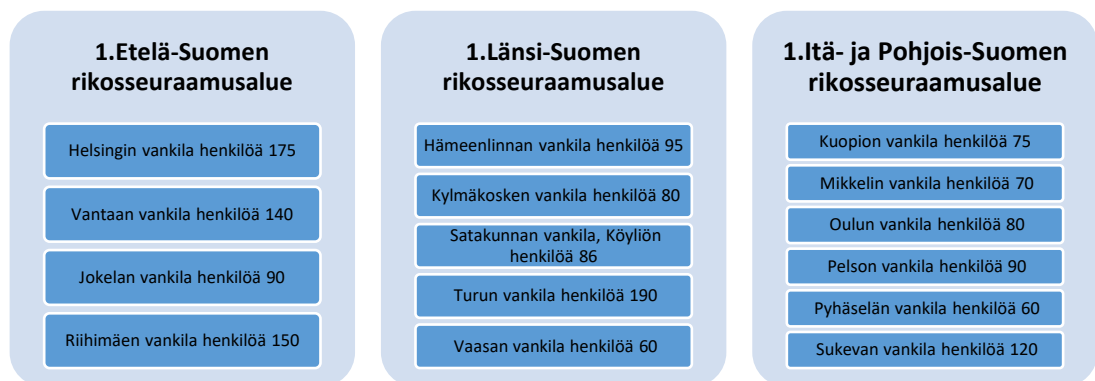 1.Etelä-Suomen
rikosseuraamusalue
Helsingin vankila henkilöä 175
Vantaan vankila henkilöä 140
Jokelan vankila henkilöä 90
Riihimäen vankila henkilöä 150
1.Länsi-Suomen
rikosseuraamusalue
Hämeenlinnan vankila henkilöä 95
Kylmäkosken vankila henkilöä 80
Satakunnan vankila, Köyliön
henkilöä 86
Turun vankila henkilöä 190
Vaasan vankila henkilöä 60
1.Itä- ja Pohjois-Suomen
rikosseuraamusalue
Kuopion vankila henkilöä 75
Mikkelin vankila henkilöä 70
Oulun vankila henkilöä 80
Pelson vankila henkilöä 90
Pyhäselän vankila henkilöä 60
Sukevan vankila henkilöä 120